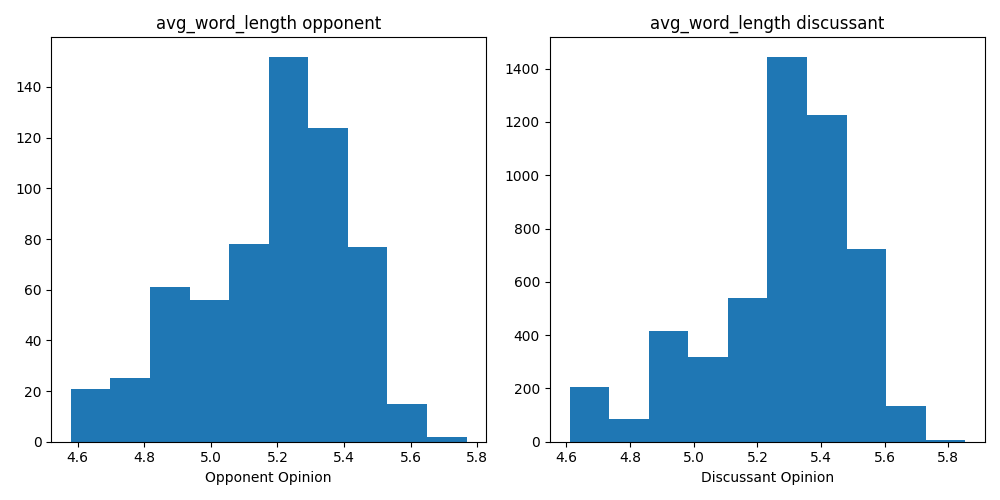 avg_word_length opponent
140
120
100
80
60
40
20
0
4.6 4.8 5.0 5.2 5.4 5.6 5.8
Opponent Opinion
avg_word_length discussant
1400
1200
1000
800
600
400
200
0
4.6 4.8 5.0 5.2 5.4 5.6 5.8
Discussant Opinion